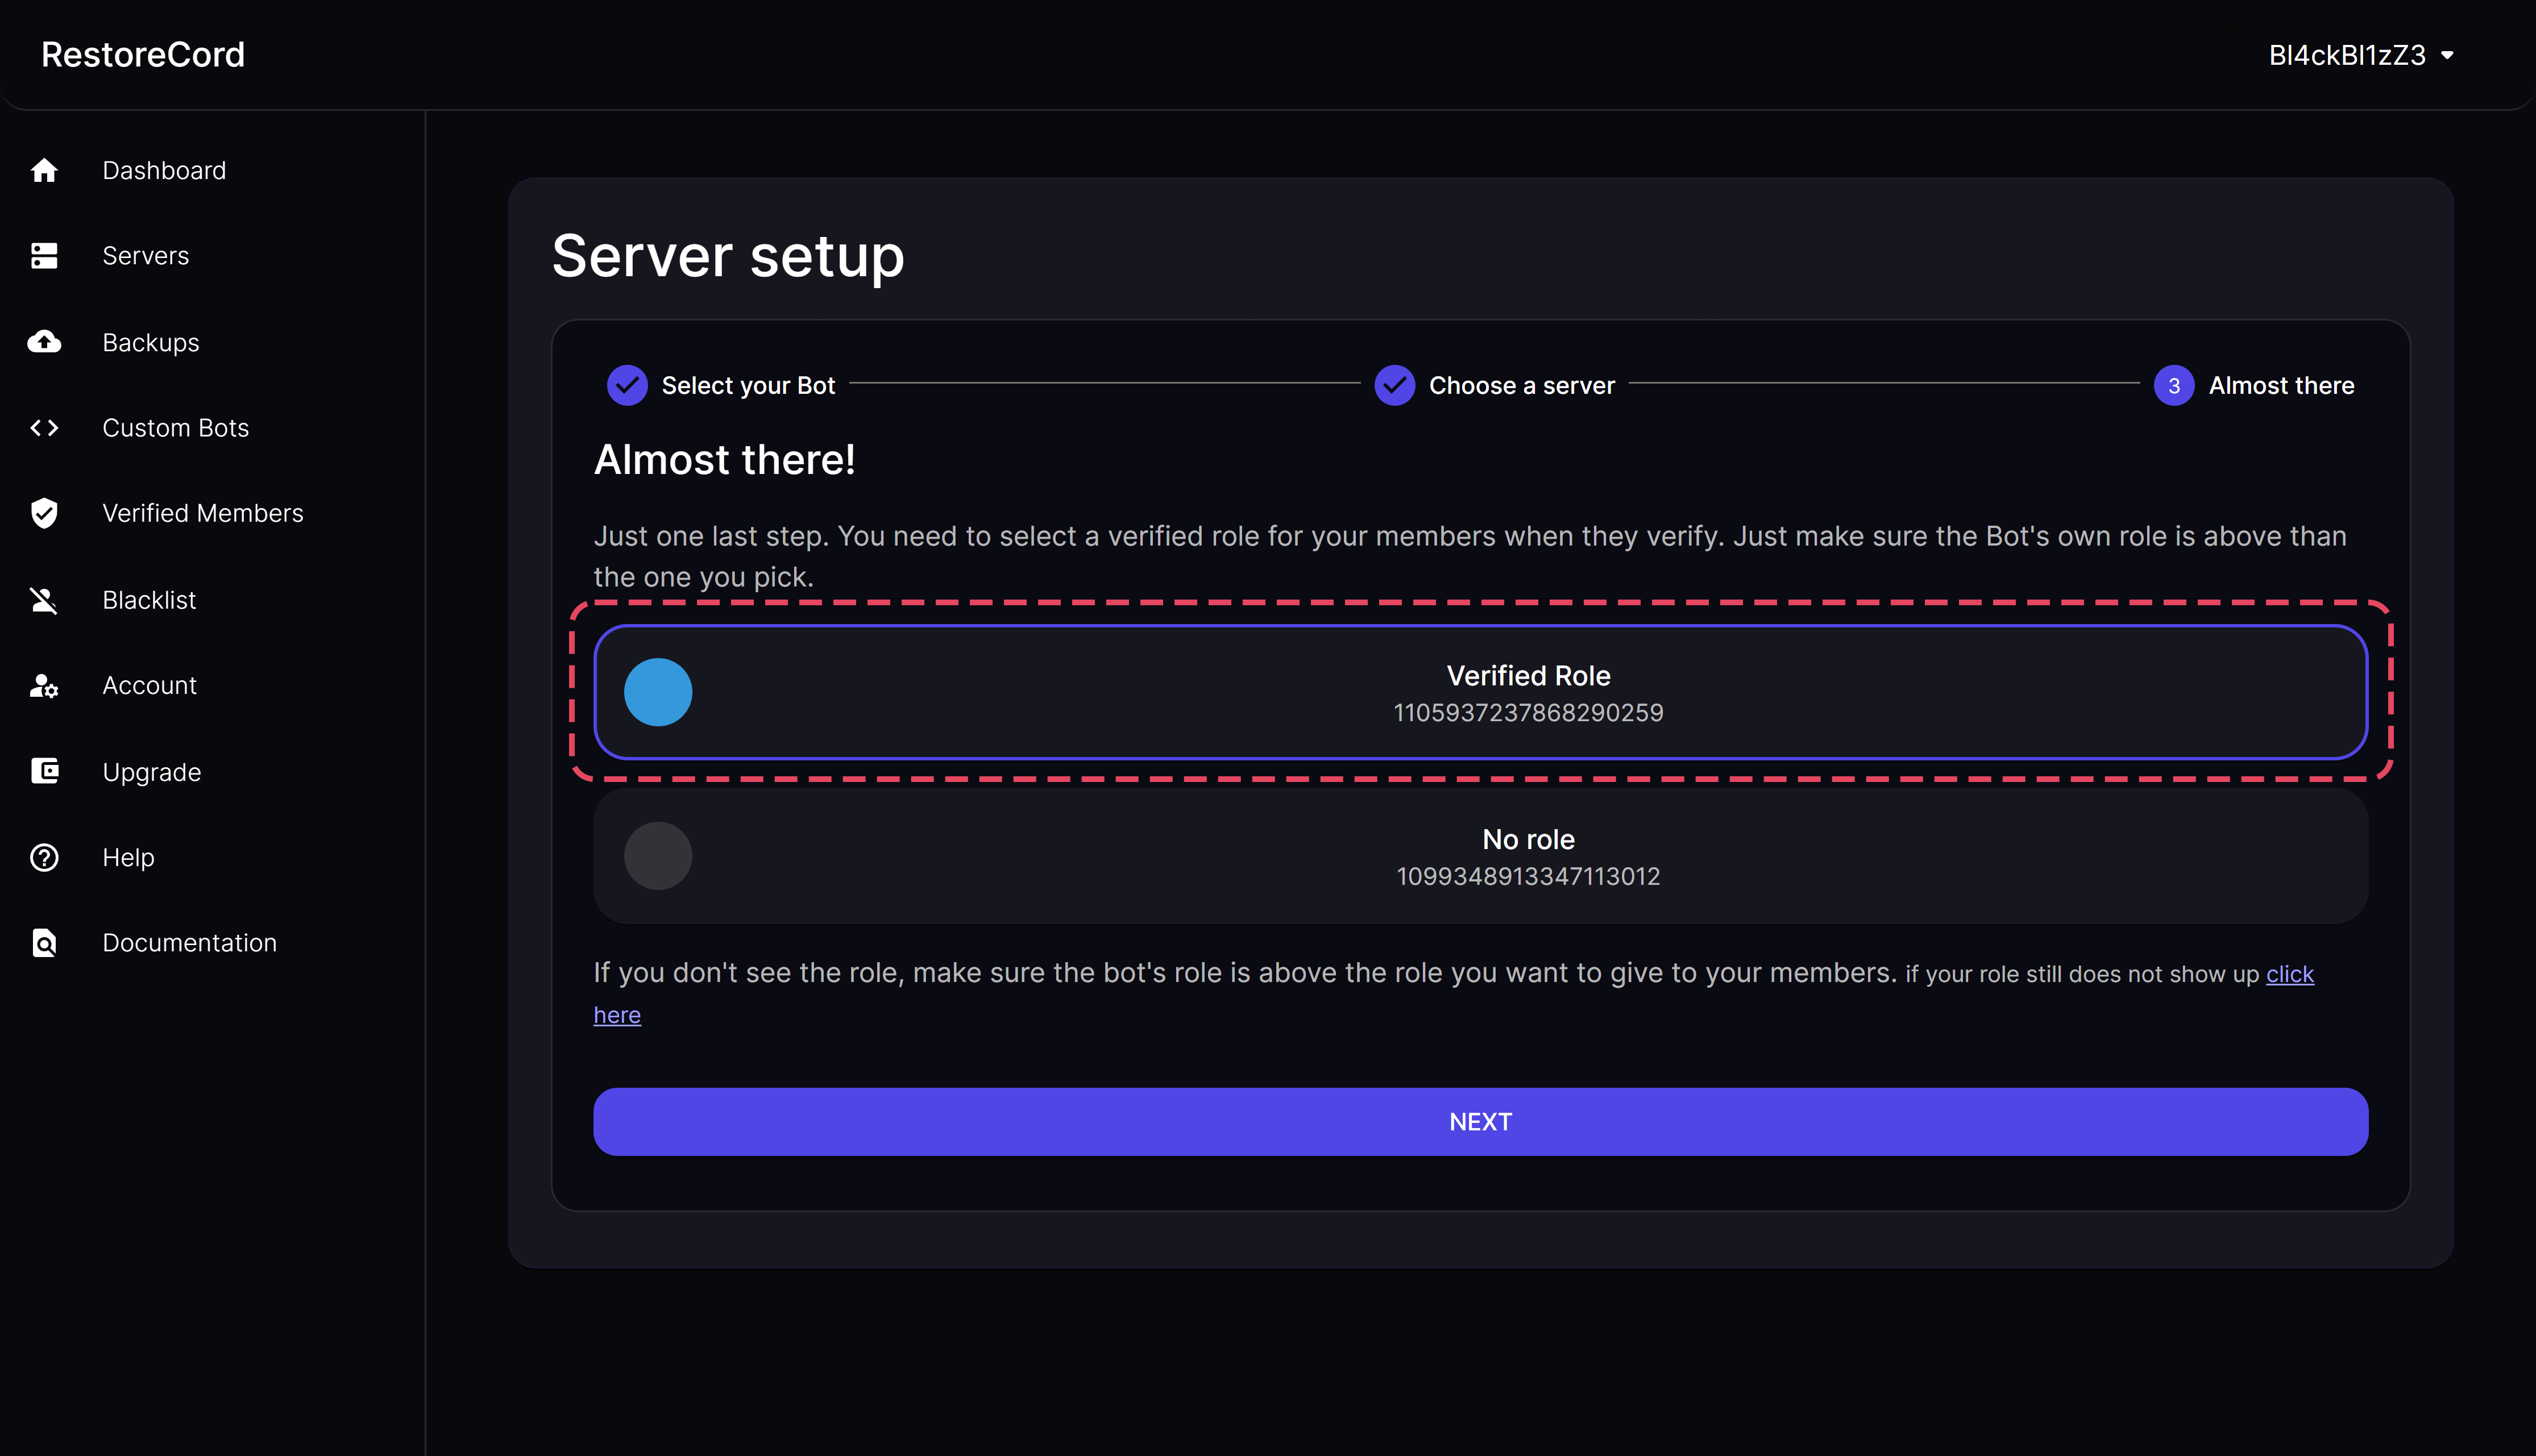 RestoreCord
Bl4ckBl1zZ3
Dashboard
Servers
Backups
Custom Bots
Verified Members
Blacklist
Account
Upgrade
Help
Documentation
Server setup
Select your Bot
Choose a server
3 Almost there
Almost there!
Just one last step. You need to select a verified role for your members when they verify. Just make sure the Bot's own role is above than
the one you pick.
Verified Role
1105937237868290259
No role
1099348913347113012
If you don't see the role, make sure the bot's role is above the role you want to give to your members. if your role still does not show up click
here
NEXT